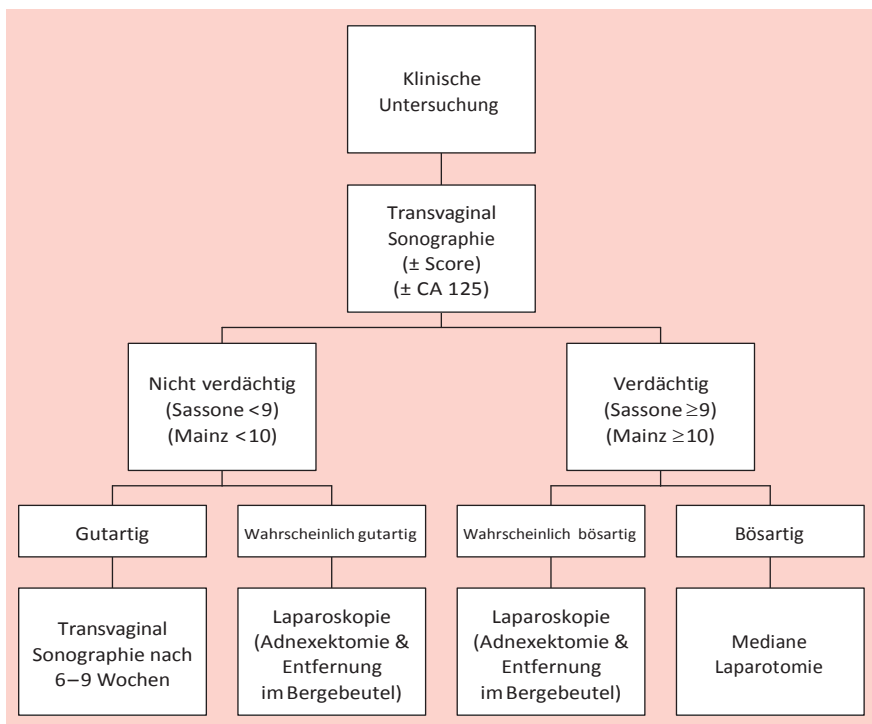 Klinische
Untersuchung
Transvaginal
Sonographie
(± Score)
(± CA 125)
Nicht verdächtig
(Sassone <9)
(Mainz <10)
Verdächtig
(Sassone ≥9)
(Mainz ≥10)
Gutartig
Wahrscheinlich gutartig
Wahrscheinlich bösartig
Bösartig
Transvaginal
Sonographie nach
6–9 Wochen
Laparoskopie
(Adnexektomie &
Entfernung
im Bergebeutel)
Laparoskopie
(Adnexektomie &
Entfernung
im Bergebeutel)
Mediane
Laparotomie